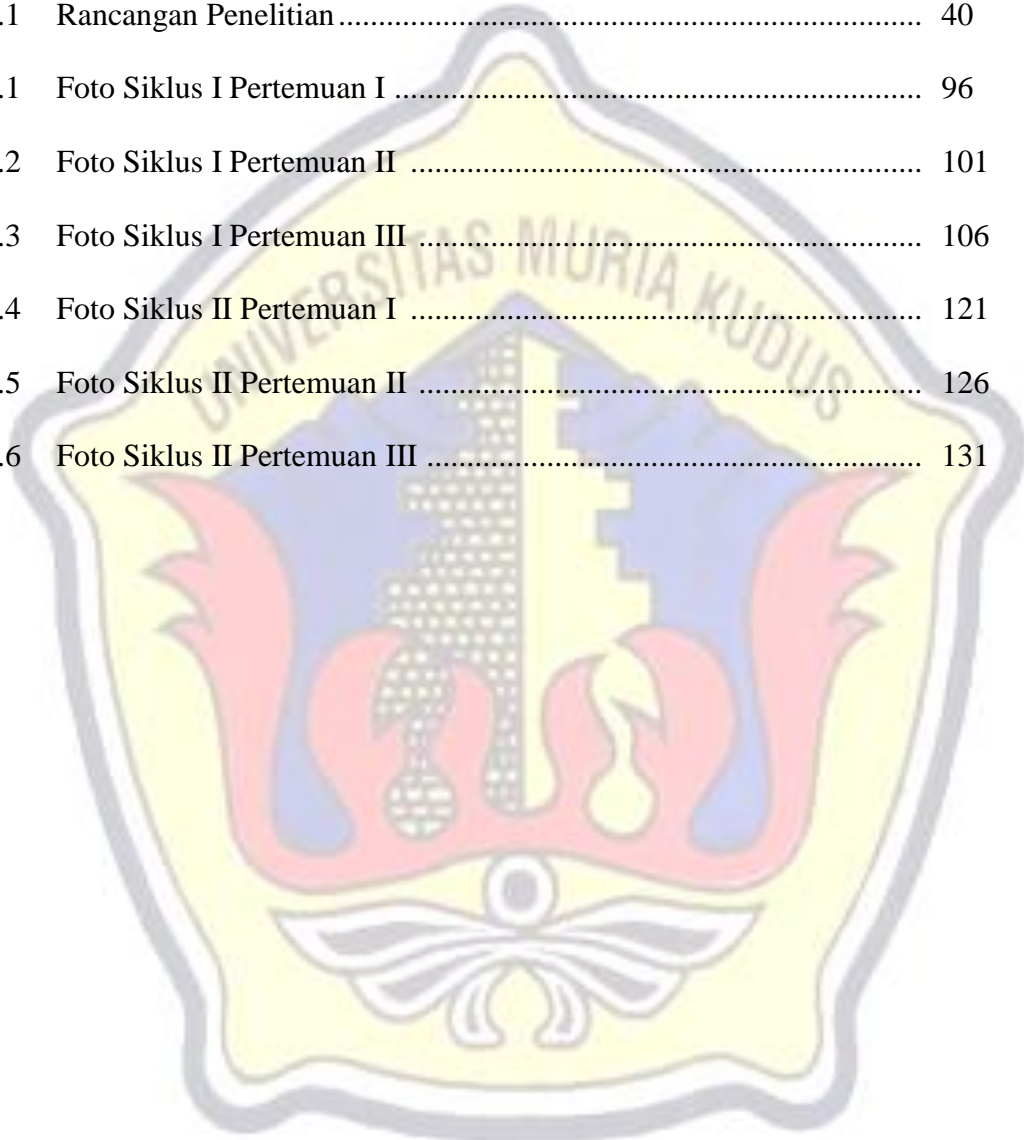 .1 Rancangan Penelitian ........................................................................ 40
.1 Foto Siklus I Pertemuan I ................................................................. 96
.2 Foto Siklus I Pertemuan II ............................................................... 101
.3 Foto Siklus I Pertemuan III .............................................................. 106
UNIVERSITAS MURIA KUDUS
.4 Foto Siklus II Pertemuan I ............................................................... 121
.5 Foto Siklus II Pertemuan II .............................................................. 126
.6 Foto Siklus II Pertemuan III ............................................................. 131